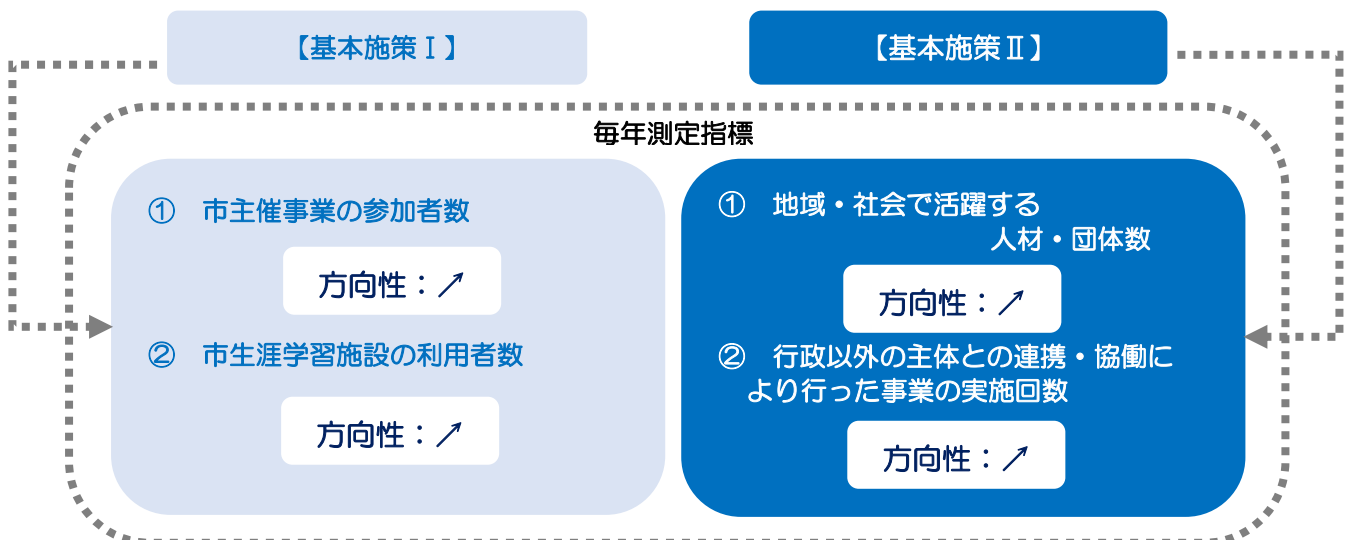 【基本施策Ⅰ】
【基本施策Ⅱ】
毎年測定指標
① 市主催事業の参加者数
方向性:↗
② 市生涯学習施設の利用者数
方向性:↗
① 地域・社会で活躍する
人材・団体数
方向性:↗
② 行政以外の主体との連携・協働に
より行った事業の実施回数
方向性:↗